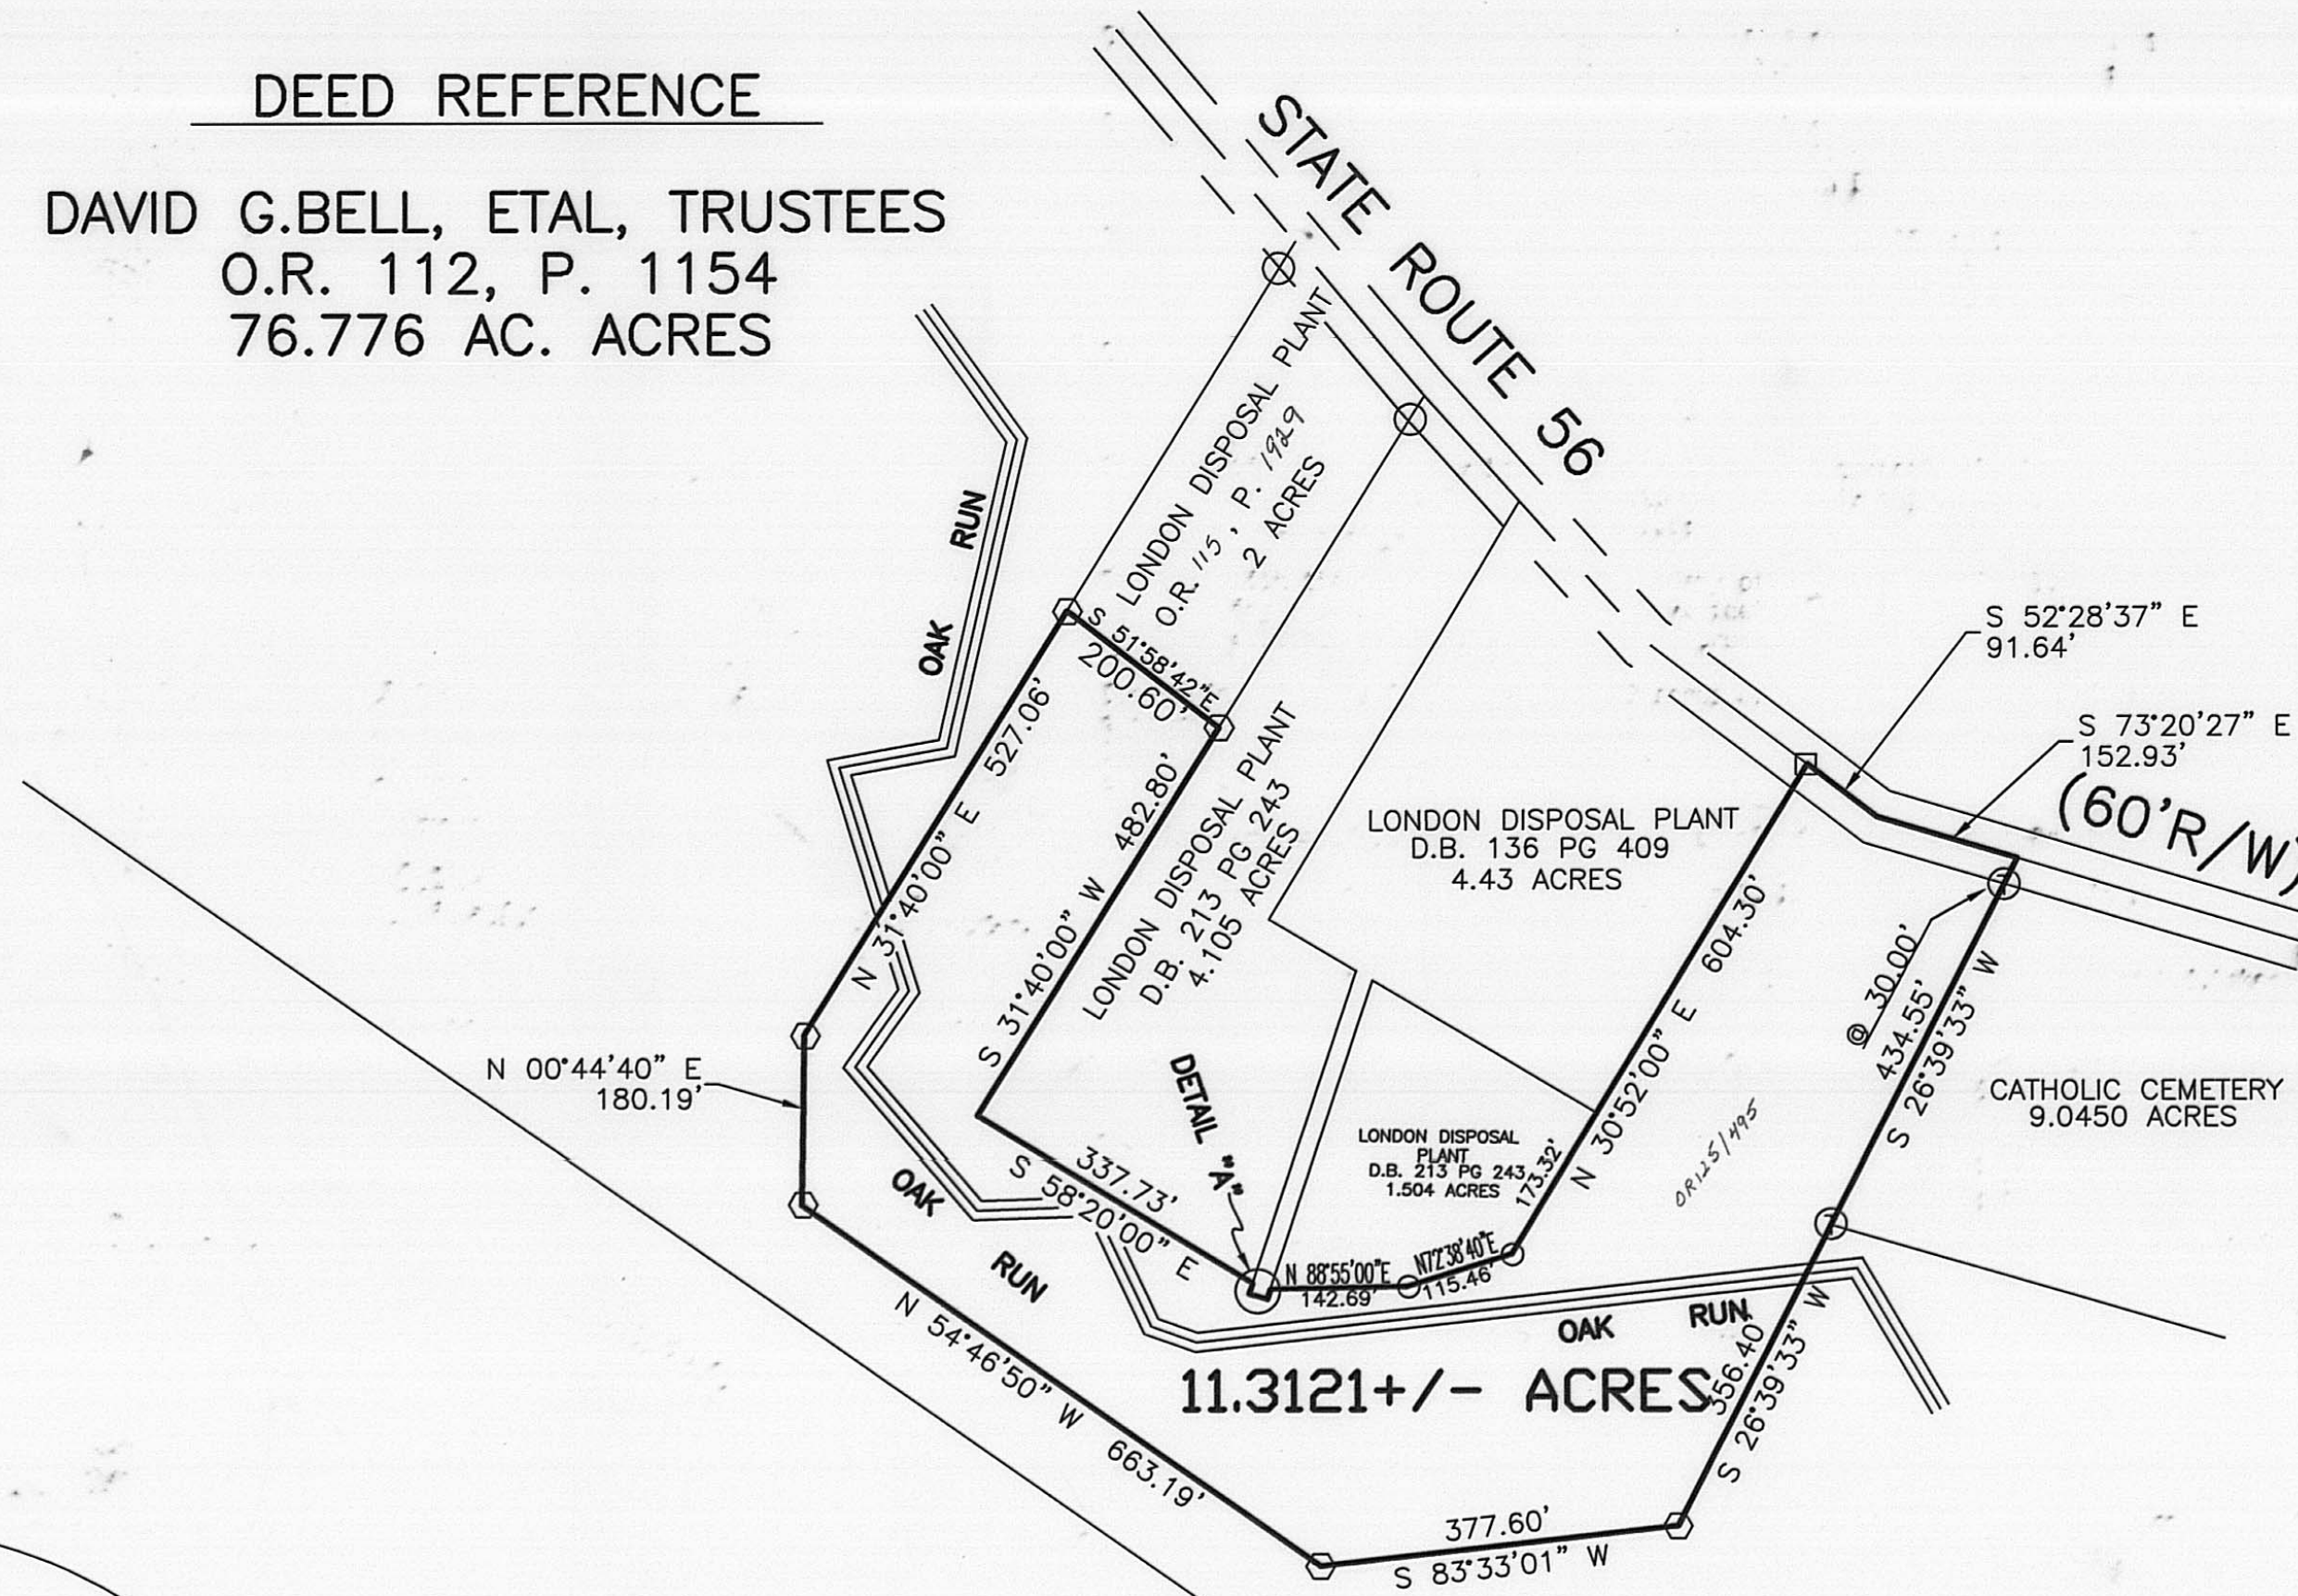 DEED REFERENCE
DAVID G.BELL, ETAL, TRUSTEES
O.R. 112, P. 1154
76.776 AC. ACRES
STATE ROUTE 56
LONDON DISPOSAL PLANT
O.R. 115, P. 1929
2 ACRES
OAK RUN
S 51°58'42"E
200.60'
N 31°40'00" E 527.06'
S 31°40'00" W 482.80'
LONDON DISPOSAL PLANT
D.B. 213 PG 243
4.105 ACRES
LONDON DISPOSAL PLANT
D.B. 136 PG 409
4.43 ACRES
S 52°28'37" E
91.64'
S 73°20'27" E
152.93'
(60'R/W)
N 30°52'00" E 604.30'
@ 30.00'
434.55'
S 26°39'33" W
CATHOLIC CEMETERY
9.0450 ACRES
N 00°44'40" E
180.19'
DETAIL "A"
LONDON DISPOSAL
PLANT
D.B. 213 PG 243
1.504 ACRES
173.32'
OR125/495
337.73'
S 58°20'00" E
OAK RUN
N 88°55'00"E
142.69'
N72°38'40"E
115.46'
OAK RUN
11.3121+/- ACRES
356.40'
S 26°39'33" W
N 54°46'50" W 663.19'
377.60'
S 83°33'01" W